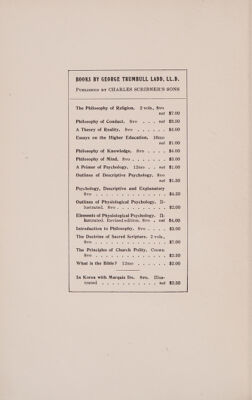 BOOKS BY GEORGE TRUMBULL LADD, LL.D.
PUBLISHED BY CHARLES SCRIBNER'S SONS
The Philosophy of Religion. 2 vols., 8vo
net $7.00
Philosophy of Conduct. 8vo . . . net $3.50
A Theory of Reality. 8vo . . . . . . $4.00
Essays on the Higher Education. 16mo
net $1.00
Philosophy of Knowledge. 8vo . . . . $4.00
Philosophy of Mind. 8vo . . . . . . . $3.00
A Primer of Psychology. 12mo . . net $1.00
Outlines of Descriptive Psychology. 8vo
net $1.50
Psychology, Descriptive and Explanatory
8vo . . . . . . . . . . . . . $4.50
Outlines of Physiological Psychology. Il-
lustrated. 8vo . . . . . . . . . $2.00
Elements of Physiological Psychology. Il-
lustrated. Revised edition. 8vo . net $4.00
Introduction to Philosophy. 8vo . . . $3.00
The Doctrine of Sacred Scripture. 2 vols.,
8vo . . . . . . . . . . . . . $7.00
The Principles of Church Polity. Crown
8vo . . . . . . . . . . . . . $2.50
What is the Bible? 12mo . . . . . . $2.00
In Korea with Marquis Ito. 8vo. Illus-
trated . . . . . . . . . . . net $2.50